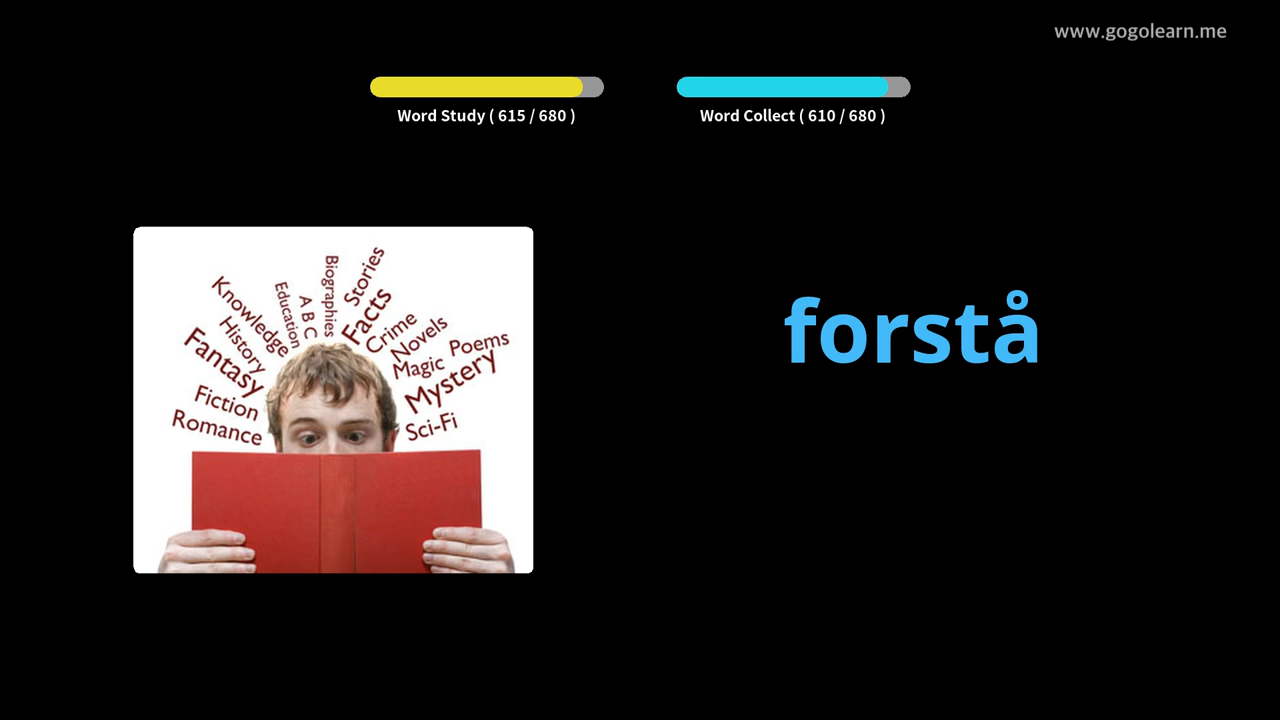 www.gogolearn.me
Word Study ( 615 / 680 )
Word Collect ( 610 / 680 )
forstå
Biographies
Stories
Knowledge
Education
A B C
Facts
History
Crime
Novels
Fantasy
Magic
Poems
Mystery
Fiction
Romance
Sci-Fi